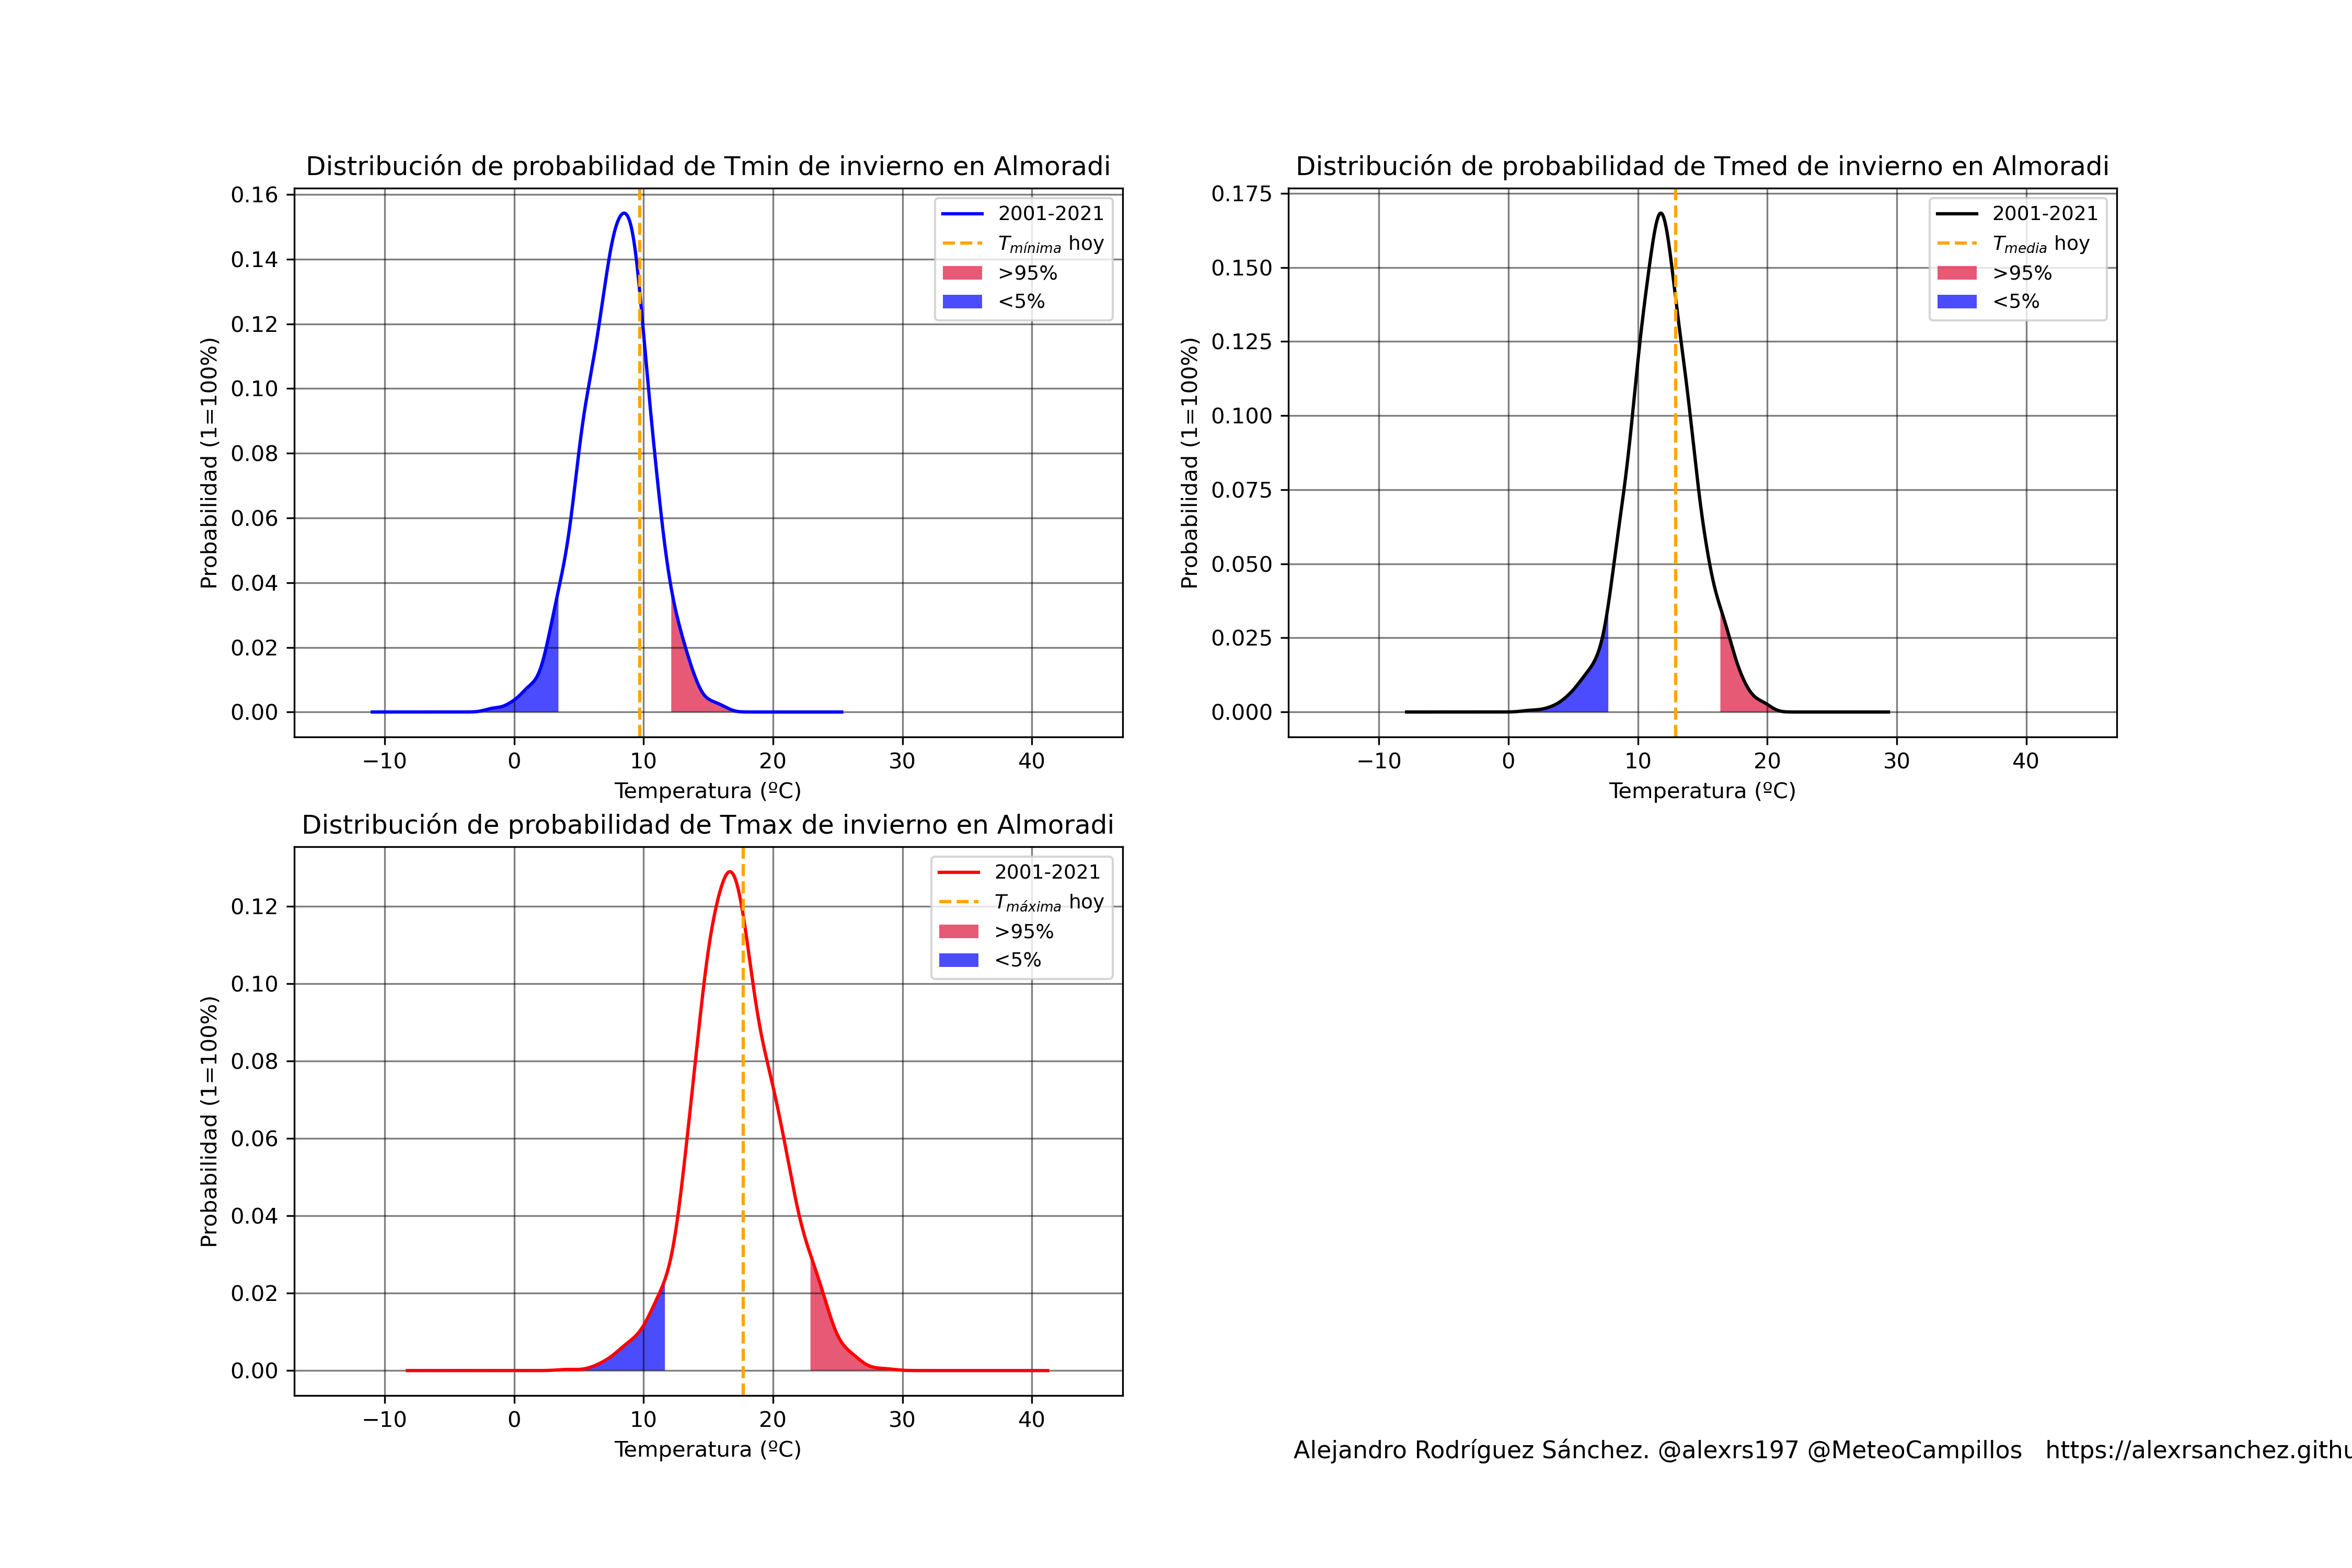 Distribución de probabilidad de Tmin de invierno en Almoradi
Probabilidad (1=100%)
0.16
0.14
0.12
0.10
0.08
0.06
0.04
0.02
0.00
−10 0 10 20 30 40
Temperatura (ºC)
2001-2021
Tmínima hoy
>95%
<5%
Distribución de probabilidad de Tmed de invierno en Almoradi
Probabilidad (1=100%)
0.175
0.150
0.125
0.100
0.075
0.050
0.025
0.000
−10 0 10 20 30 40
Temperatura (ºC)
2001-2021
Tmedia hoy
>95%
<5%
Distribución de probabilidad de Tmax de invierno en Almoradi
Probabilidad (1=100%)
0.12
0.10
0.08
0.06
0.04
0.02
0.00
−10 0 10 20 30 40
Temperatura (ºC)
2001-2021
Tmáxima hoy
>95%
<5%
Alejandro Rodríguez Sánchez. @alexrs197 @MeteoCampillos https://alexrsanchez.githu